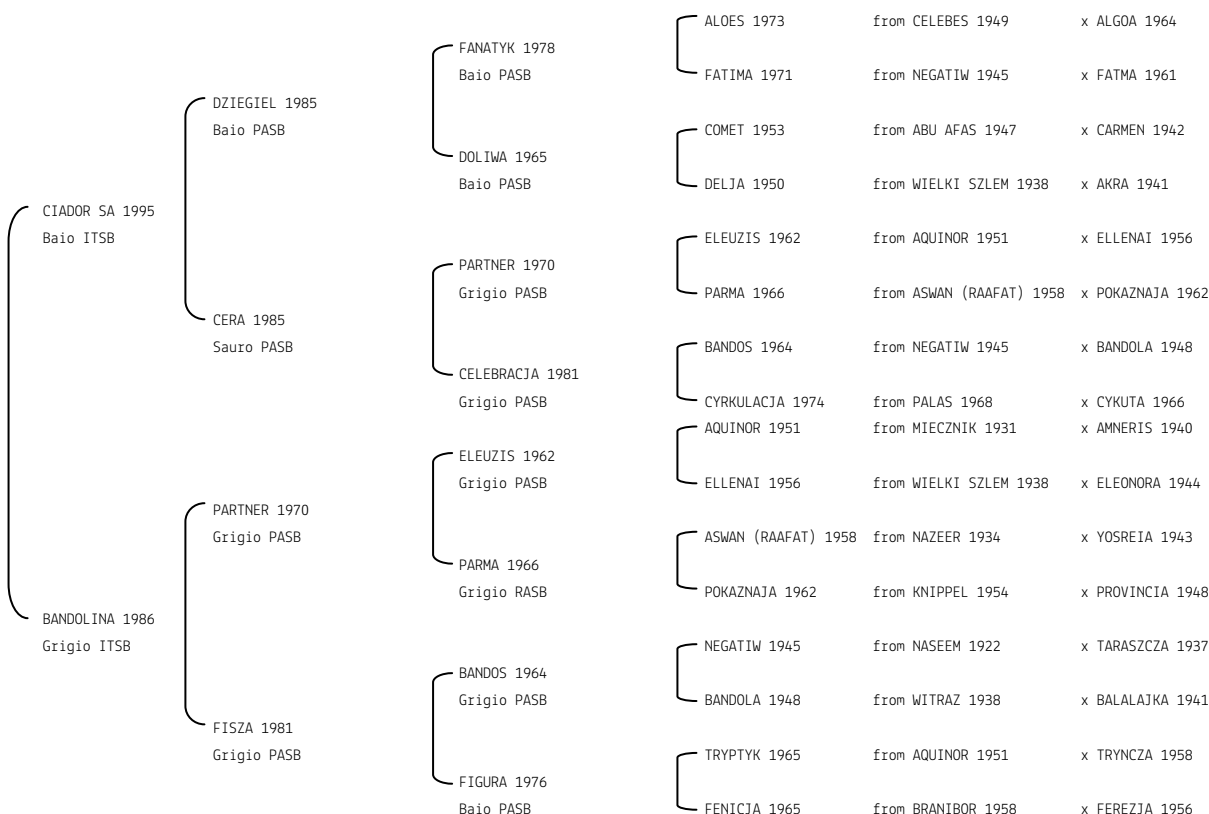 ALOES 1973 from CELEBES 1949 x ALGOA 1964
FANATYK 1978
Baio PASB
FATIMA 1971 from NEGATIW 1945 x FATMA 1961
DZIEGIEL 1985
Baio PASB
COMET 1953 from ABU AFAS 1947 x CARMEN 1942
DOLIWA 1965
Baio PASB
DELJA 1950 from WIELKI SZLEM 1938 x AKRA 1941
CIADOR SA 1995
Baio ITSB
ELEUZIS 1962 from AQUINOR 1951 x ELLENAI 1956
PARTNER 1970
Grigio PASB
PARMA 1966 from ASWAN (RAAFAT) 1958 x POKAZNAJA 1962
CERA 1985
Sauro PASB
BANDOS 1964 from NEGATIW 1945 x BANDOLA 1948
CELEBRACJA 1981
Grigio PASB
CYRKULACJA 1974 from PALAS 1968 x CYKUTA 1966
AQUINOR 1951 from MIECZNIK 1931 x AMNERIS 1940
ELEUZIS 1962
Grigio PASB
ELLENAI 1956 from WIELKI SZLEM 1938 x ELEONORA 1944
PARTNER 1970
Grigio PASB
ASWAN (RAAFAT) 1958 from NAZEER 1934 x YOSREIA 1943
PARMA 1966
Grigio RASB
POKAZNAJA 1962 from KNIPPEL 1954 x PROVINCIA 1948
BANDOLINA 1986
Grigio ITSB
NEGATIW 1945 from NASEEM 1922 x TARASZCZA 1937
BANDOS 1964
Grigio PASB
BANDOLA 1948 from WITRAZ 1938 x BALALAJKA 1941
FISZA 1981
Grigio PASB
TRYPTYK 1965 from AQUINOR 1951 x TRYNCZA 1958
FIGURA 1976
Baio PASB
FENICJA 1965 from BRANIBOR 1958 x FEREZJA 1956